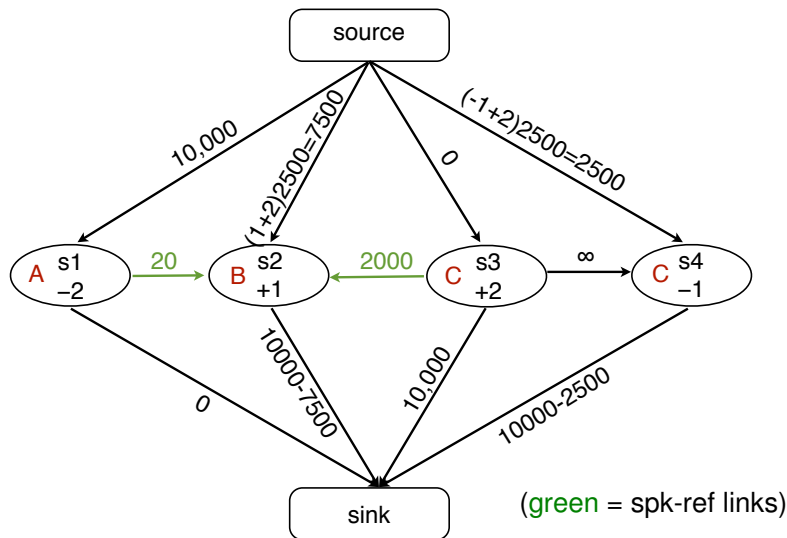 source
10,000
(1+2)2500=7500
0
(-1+2)2500=2500
A
s1
−2
20
B
s2
+1
2000
C
s3
+2
∞
C
s4
−1
0
10000-7500
10,000
10000-2500
sink
(green = spk-ref links)